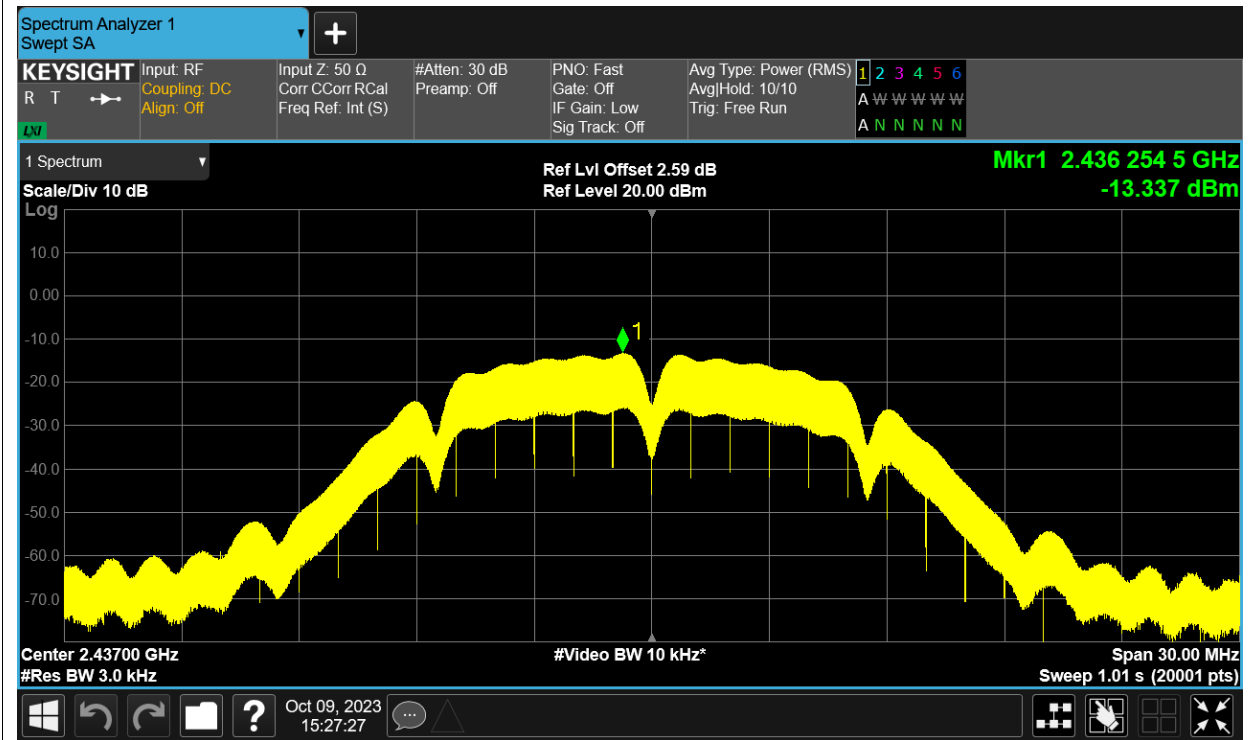 Spectrum Analyzer 1
Swept SA
+
KEYSIGHT
R T
LXI
Input: RF
Coupling: DC
Align: Off
Input Z: 50 Ω
Corr CCorr RCal
Freq Ref: Int (S)
#Atten: 30 dB
Preamp: Off
PNO: Fast
Gate: Off
IF Gain: Low
Sig Track: Off
Avg Type: Power (RMS)
Avg|Hold: 10/10
Trig: Free Run
1 2 3 4 5 6
A W W W W W
A N N N N N
1 Spectrum
Scale/Div 10 dB
Log
Ref Lvl Offset 2.59 dB
Ref Level 20.00 dBm
Mkr1 2.436 254 5 GHz
-13.337 dBm
10.0
0.00
-10.0
-20.0
-30.0
-40.0
-50.0
-60.0
-70.0
1
Center 2.43700 GHz
#Res BW 3.0 kHz
#Video BW 10 kHz*
Span 30.00 MHz
Sweep 1.01 s (20001 pts)
?
Oct 09, 2023
15:27:27